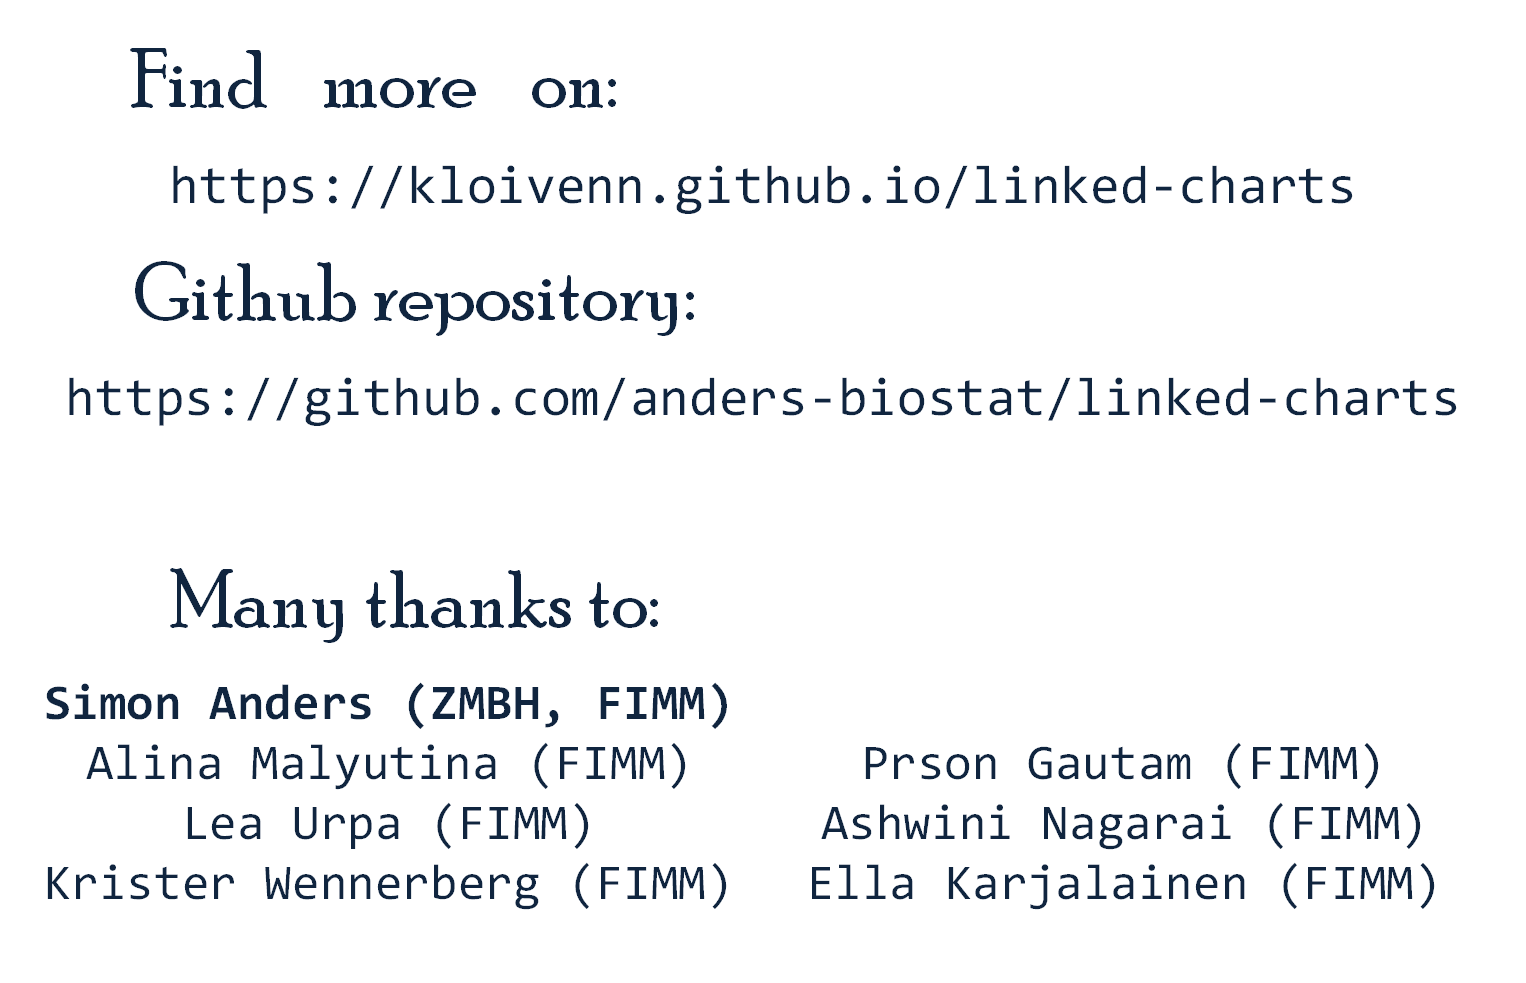 Find more on:
https://kloivenn.github.io/linked-charts
Github repository:
https://github.com/anders-biostat/linked-charts
Many thanks to:
Simon Anders (ZMBH, FIMM)
Alina Malyutina (FIMM)
Lea Urpa (FIMM)
Krister Wennerberg (FIMM)
Prson Gautam (FIMM)
Ashwini Nagarai (FIMM)
Ella Karjalainen (FIMM)